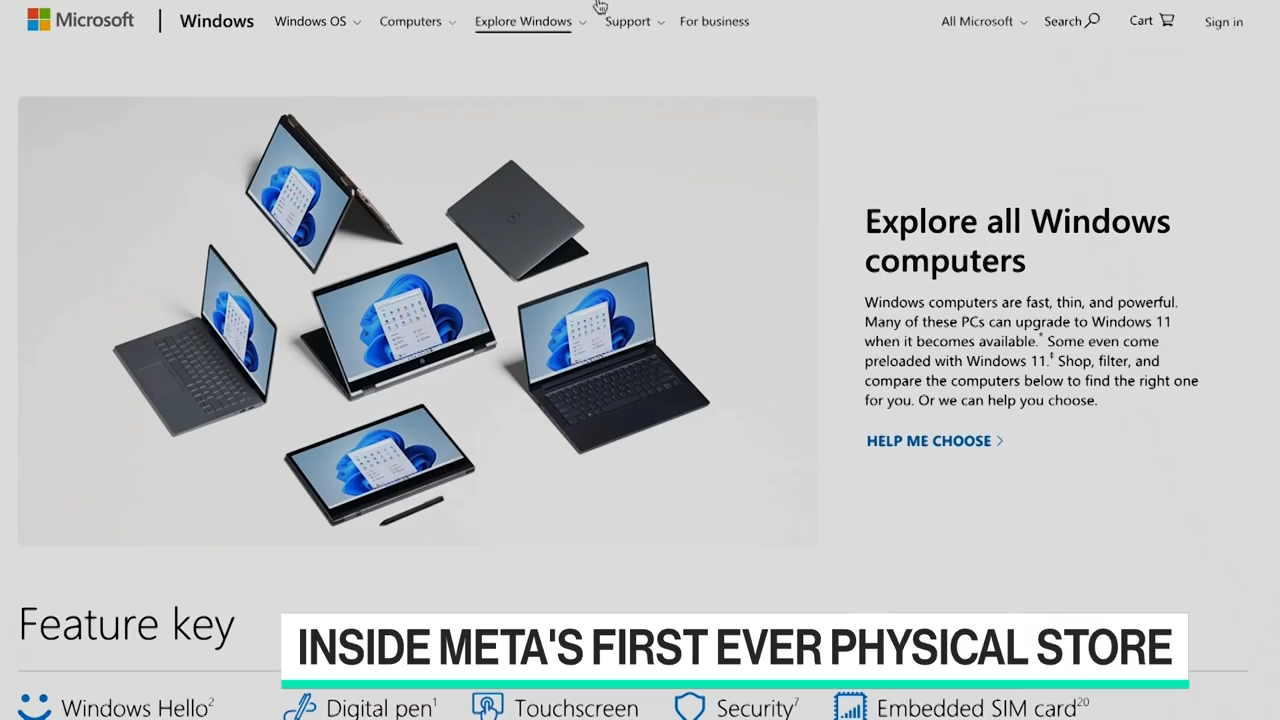 Microsoft
Windows
Windows OS
Computers
Explore Windows
Support
For business
All Microsoft
Search
Cart
Sign in
Explore all Windows
computers
Windows computers are fast, thin, and powerful.
Many of these PCs can upgrade to Windows 11
when it becomes available.* Some even come
preloaded with Windows 11.‡ Shop, filter, and
compare the computers below to find the right one
for you. Or we can help you choose.
HELP ME CHOOSE
Feature key
INSIDE META'S FIRST EVER PHYSICAL STORE
Windows Hello2
Digital pen1
Touchscreen
Security7
Embedded SIM card20